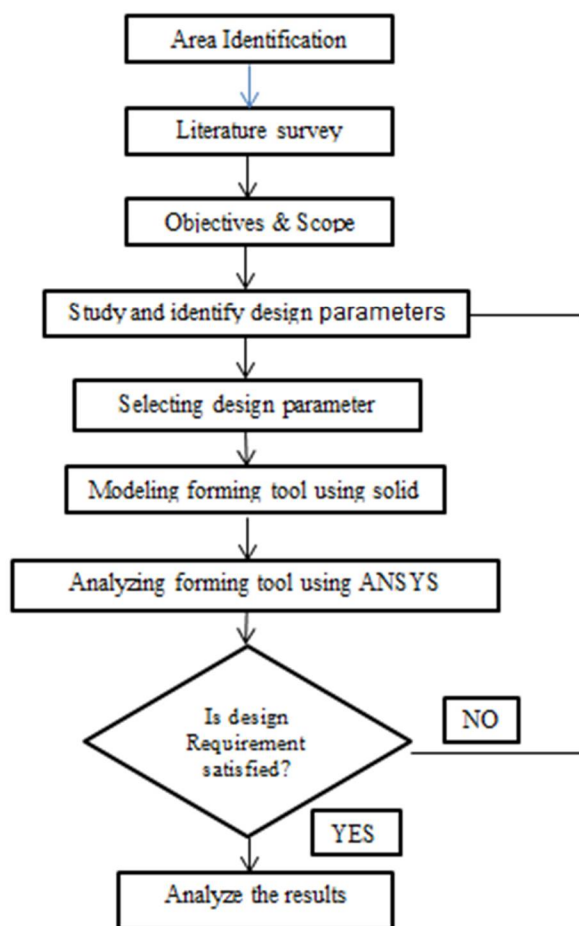 Area Identification
Literature survey
Objectives & Scope
Study and identify design parameters
Selecting design parameter
Modeling forming tool using solid
Analyzing forming tool using ANSYS
Is design
Requirement
satisfied?
NO
YES
Analyze the results